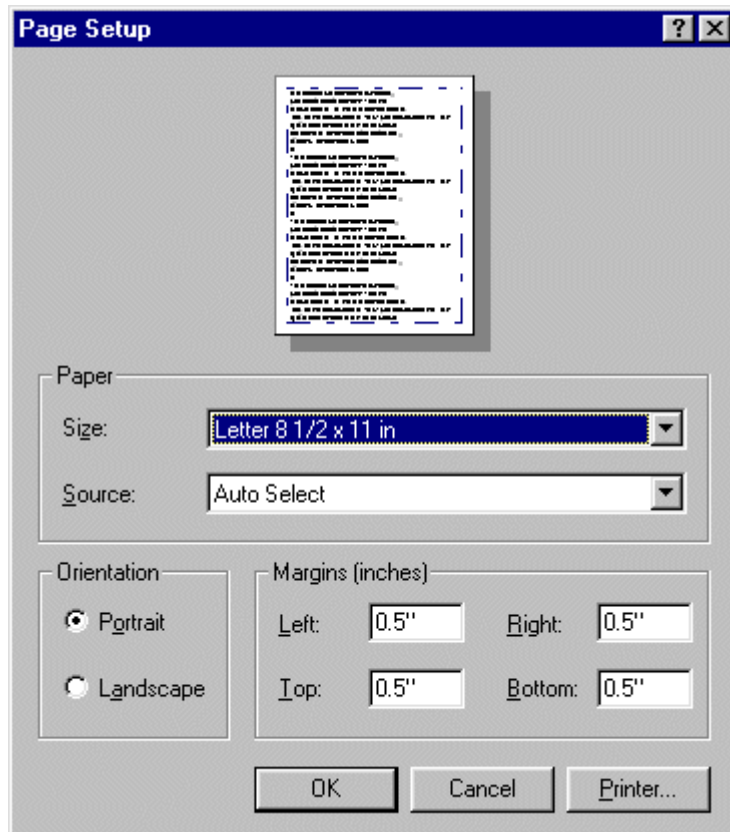 Page Setup
Paper
Size: Letter 8 1/2 x 11 in
Source: Auto Select
Orientation
Portrait
Landscape
Margins (inches)
Left: 0.5" Right: 0.5"
Top: 0.5" Bottom: 0.5"
OK Cancel Printer...